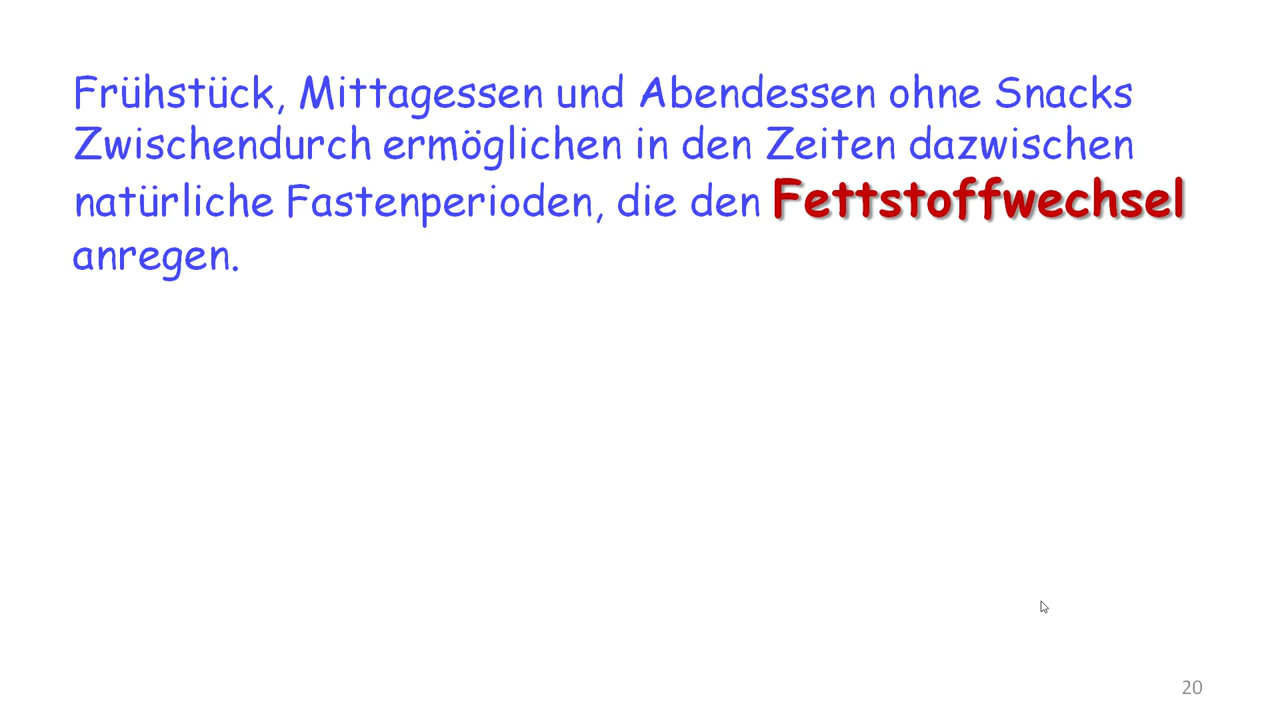 Frühstück, Mittagessen und Abendessen ohne Snacks
Zwischendurch ermöglichen in den Zeiten dazwischen
natürliche Fastenperioden, die den Fettstoffwechsel
anregen.
20